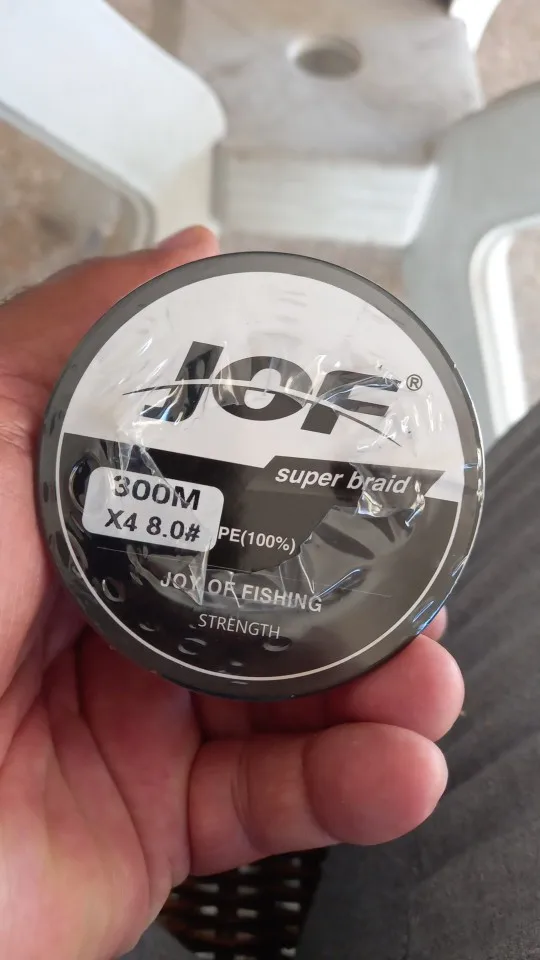 JOF®
super braid
300M
X4 8.0#
PE(100%)
JOY OF FISHING
STRENGTH